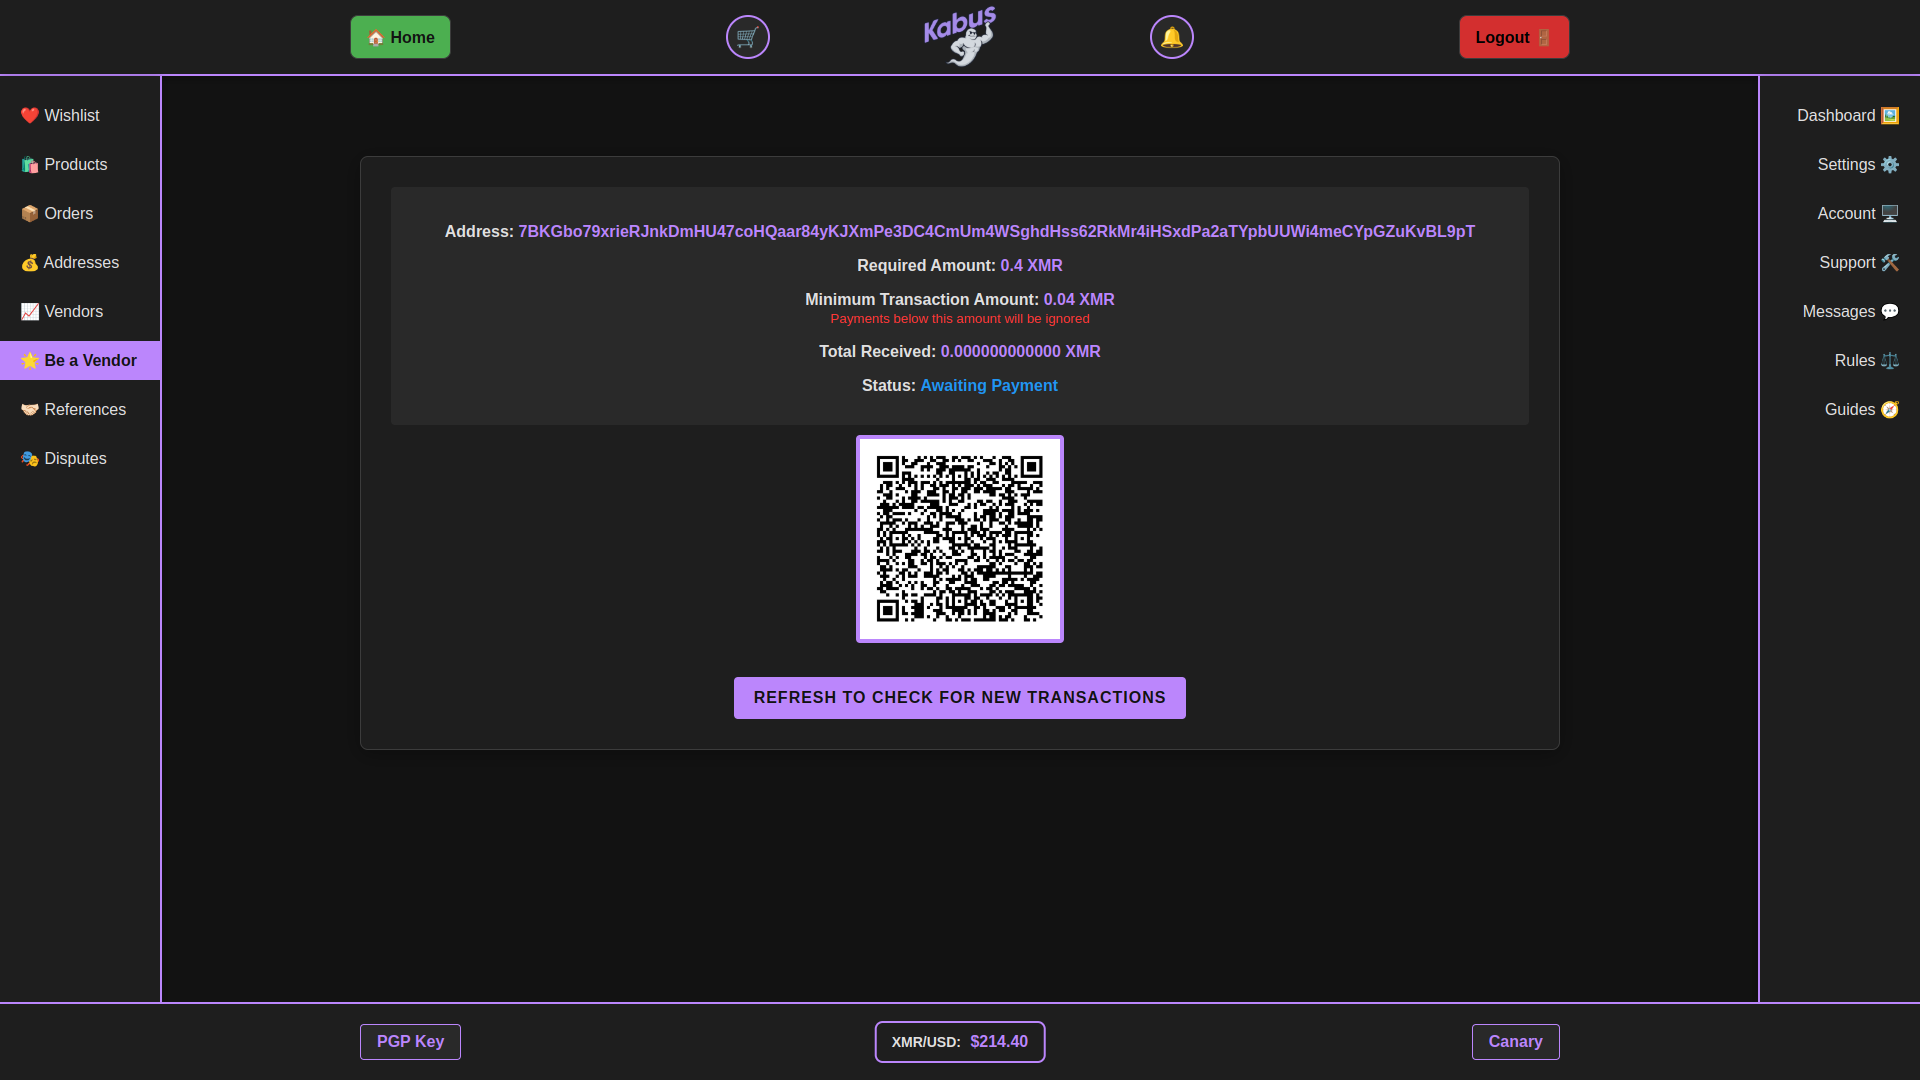 🏠 Home
Kabus
Logout 🚪
❤️ Wishlist
🛍️ Products
📦 Orders
💰 Addresses
📈 Vendors
🌟 Be a Vendor
🤝🏻 References
🎭 Disputes
Address: 7BKGbo79xrieRJnkDmHU47coHQaar84yKJXmPe3DC4CmUm4WSghdHss62RkMr4iHSxdPa2aTYpbUUWi4meCYpGZuKvBL9pT
Required Amount: 0.4 XMR
Minimum Transaction Amount: 0.04 XMR
Payments below this amount will be ignored
Total Received: 0.000000000000 XMR
Status: Awaiting Payment
REFRESH TO CHECK FOR NEW TRANSACTIONS
Dashboard 🖼️
Settings ⚙️
Account 🖥️
Support 🛠️
Messages 💬
Rules ⚖️
Guides 🧭
PGP Key
XMR/USD: $214.40
Canary